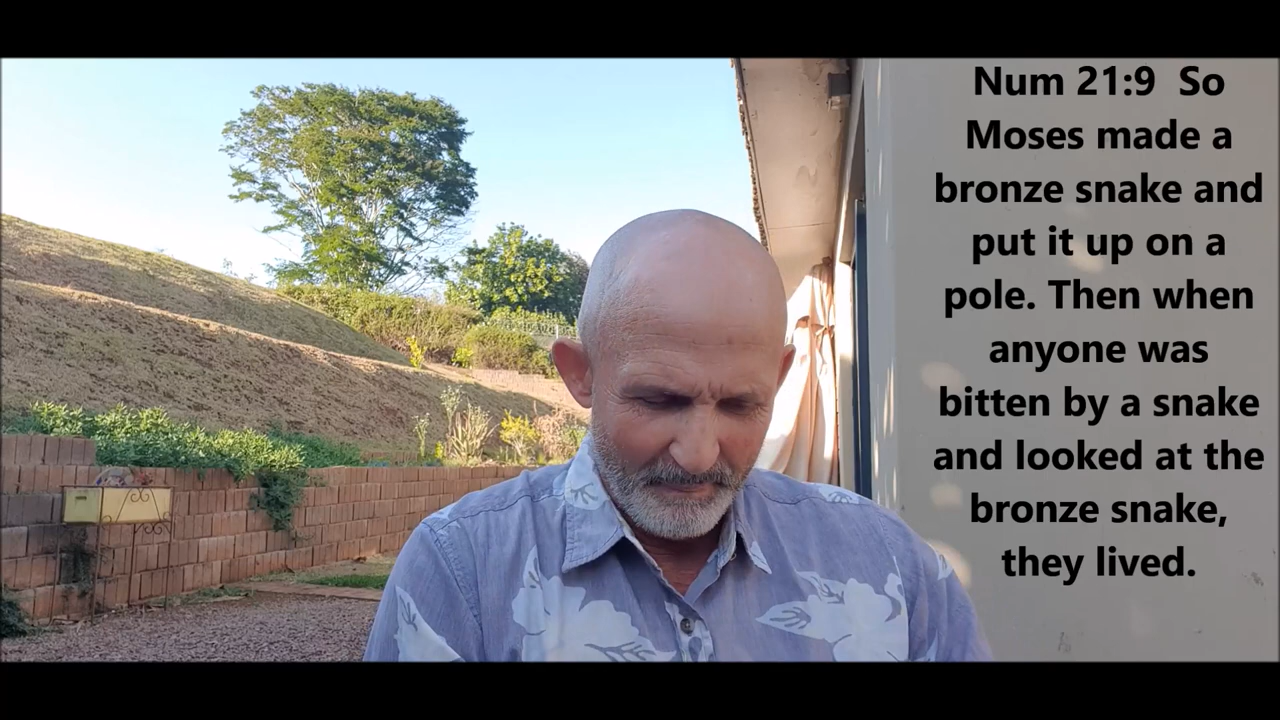 Num 21:9  So
Moses made a
bronze snake and
put it up on a
pole. Then when
anyone was
bitten by a snake
and looked at the
bronze snake,
they lived.